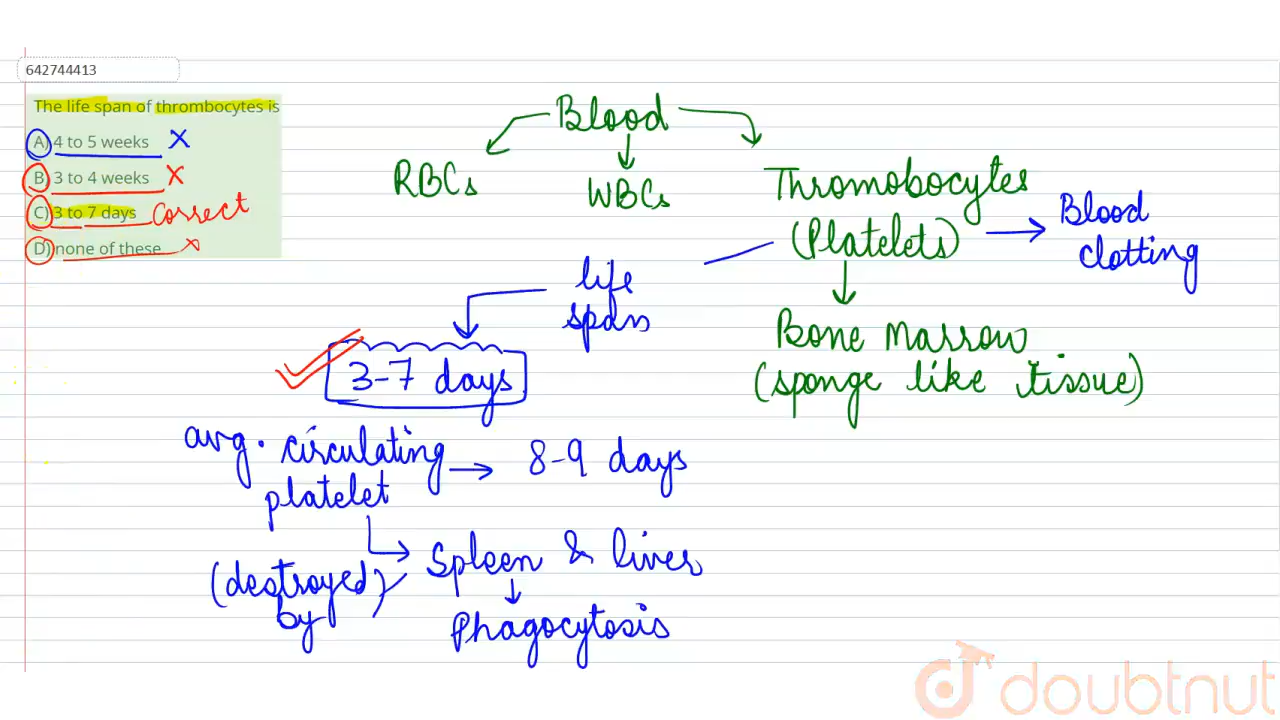 642744413
The life span of thrombocytes is
A) 4 to 5 weeks X
B) 3 to 4 weeks X
C) 3 to 7 days Correct
D) none of these X
Blood
RBCs
WBCs
Thromobocytes
(Platelets)
Blood
clotting
Bone Marrow
(sponge like tissue)
life
span
3-7 days
avg. circulating
platelet
8-9 days
Spleen & liver
(destroyed)
by
Phagocytosis
doubtnut